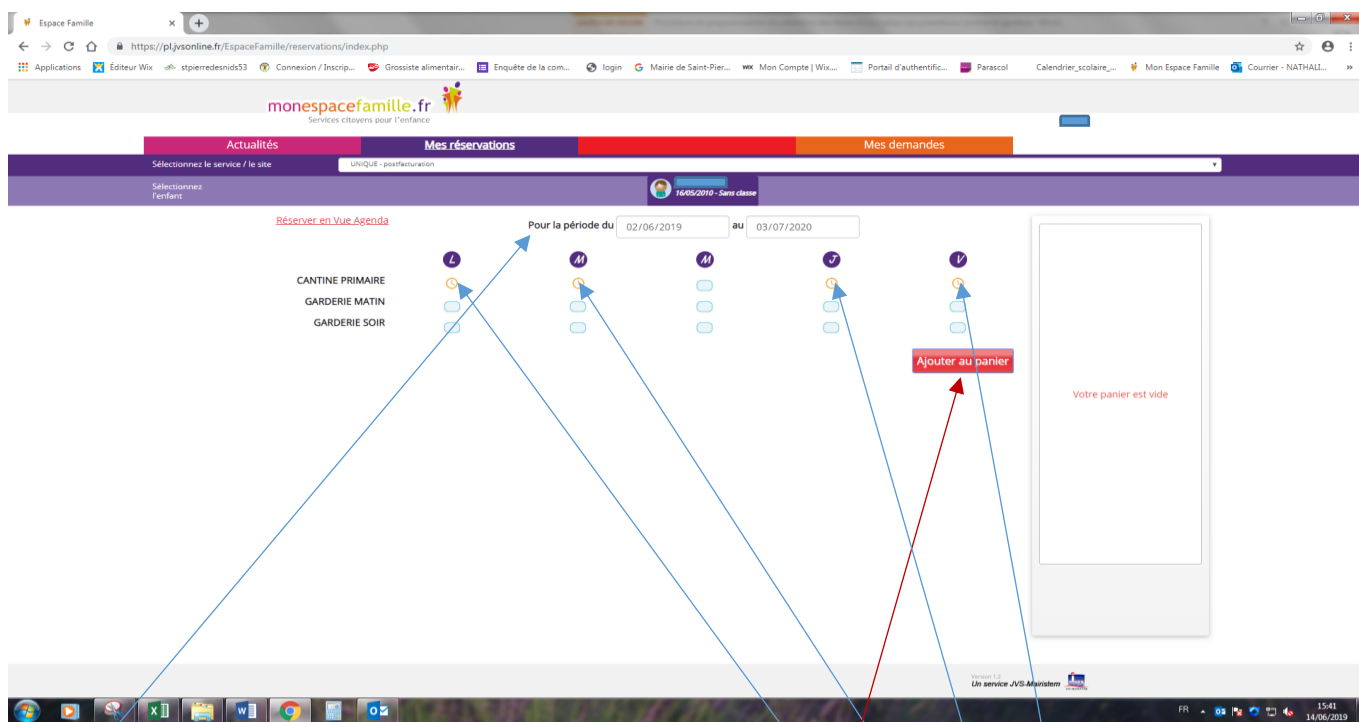 Espace Famille
https://pl.jvsonline.fr/EspaceFamille/reservations/index.php
Applications Éditeur Wix stpierredesnids53 Connexion / Inscrip... Grossiste alimentair... Enquête de la com... login Mairie de Saint-Pier... WIX Mon Compte | Wix.... Portail d'authentific... Parascol Calendrier_scolaire_... Mon Espace Famille Courrier - NATHALI... »
monespacefamille.fr
Services citoyens pour l'enfance
Actualités Mes réservations Mes demandes
Sélectionnez le service / le site UNIQUE - postfacturation
Sélectionnez
l'enfant
16/05/2010 - Sans classe
Réserver en Vue Agenda Pour la période du 02/06/2019 au 03/07/2020
L M M J V
CANTINE PRIMAIRE
GARDERIE MATIN
GARDERIE SOIR
Ajouter au panier
Votre panier est vide
Version 1.2
Un service JVS-Mairistem
FR 15:41
14/06/2019